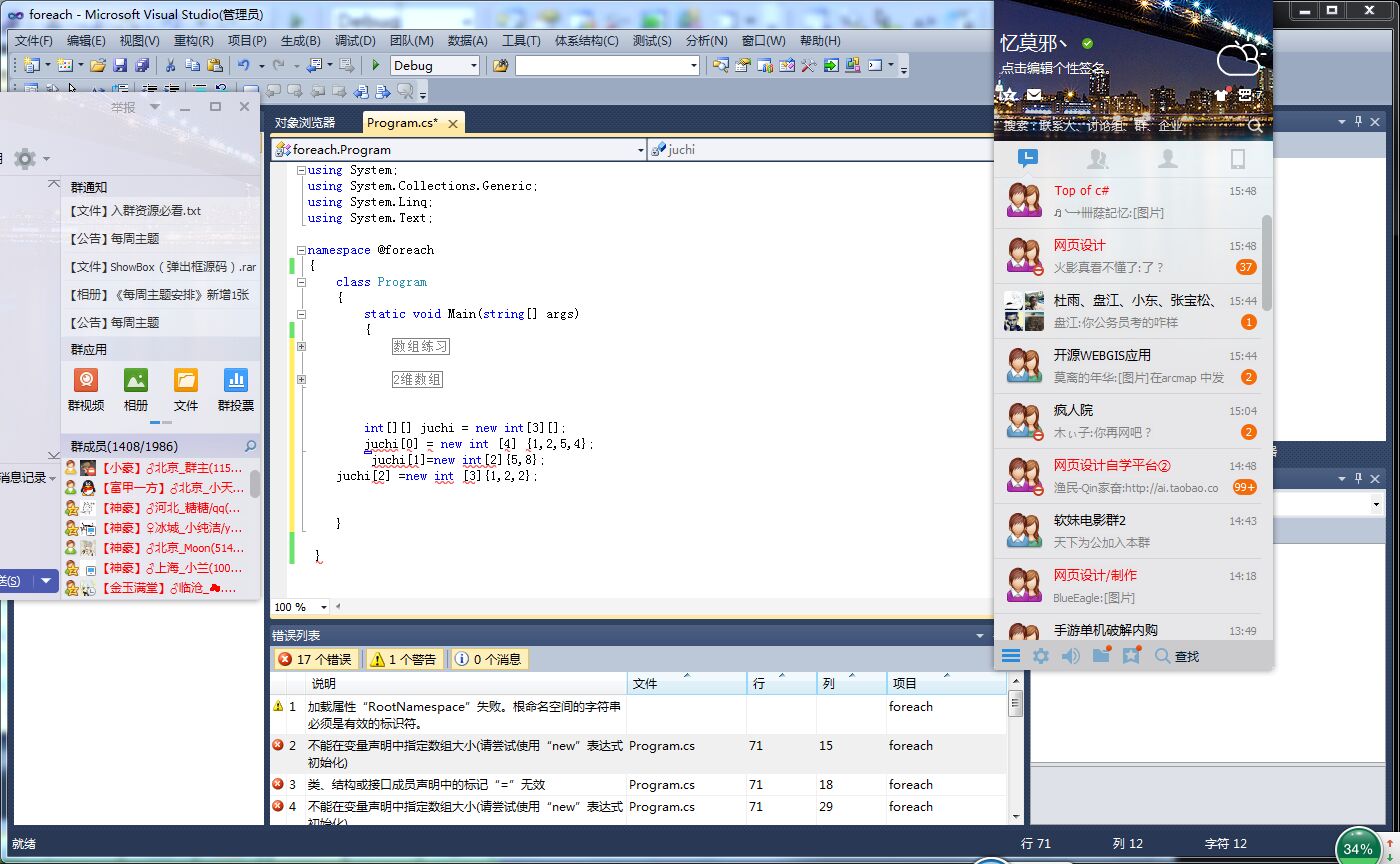 foreach - Microsoft Visual Studio(管理员)
文件(F) 编辑(E) 视图(V) 重构(R) 项目(P) 生成(B) 调试(D) 团队(M) 数据(A) 工具(T) 体系结构(C) 测试(S) 分析(N) 窗口(W) 帮助(H)
Debug
举报
群通知
【文件】入群资源必看.txt
【公告】每周主题
【文件】ShowBox（弹出框源码）.rar
【相册】《每周主题安排》新增1张
【公告】每周主题
群应用
群视频 相册 文件 群投票
群成员(1408/1986)
消息记录
【小豪】♂北京_群主(115...
【富甲一方】♂北京_小天...
【神豪】♂河北_糖糖/qq(...
【神豪】♀冰城_小纯洁/y...
【神豪】♂北京_Moon(514...
【神豪】♂上海_小兰(100...
【金玉满堂】♂临沧_♣....
送(S)
对象浏览器 Program.cs*
foreach.Program juchi
using System;
using System.Collections.Generic;
using System.Linq;
using System.Text;
namespace @foreach
{
class Program
{
static void Main(string[] args)
{
数组练习
2维数组
int[][] juchi = new int[3][];
juchi[0] = new int [4] {1,2,5,4};
juchi[1]=new int[2]{5,8};
juchi[2] =new int [3]{1,2,2};
}
}
100 %
错误列表
17 个错误 1 个警告 0 个消息
说明 文件 行 列 项目
1 加载属性“RootNamespace”失败。根命名空间的字符串必须是有效的标识符。 foreach
2 不能在变量声明中指定数组大小(请尝试使用“new”表达式初始化) Program.cs 71 15 foreach
3 类、结构或接口成员声明中的标记“=”无效 Program.cs 71 18 foreach
4 不能在变量声明中指定数组大小(请尝试使用“new”表达式初始化) Program.cs 71 29 foreach
忆莫邪丶
点击编辑个性签名。
搜索：联系人、讨论组、群、企业
Top of c# 15:48
网页设计 15:48
火影真看不懂了:了？ 37
杜雨、盘江、小东、张宝松、 15:44
盘江:你公务员考的咋样 1
开源WEBGIS应用 15:44
莫离的年华:[图片]在arcmap 中发 2
疯人院 15:04
木ぃ子:你再网吧？ 2
网页设计自学平台② 14:48
渔民-Qin家奋:http://ai.taobao.co 99+
软妹电影群2 14:43
天下为公加入本群
网页设计/制作 14:18
BlueEagle:[图片]
手游单机破解内购 13:49
查找
就绪 行 71 列 12 字符 12
34%